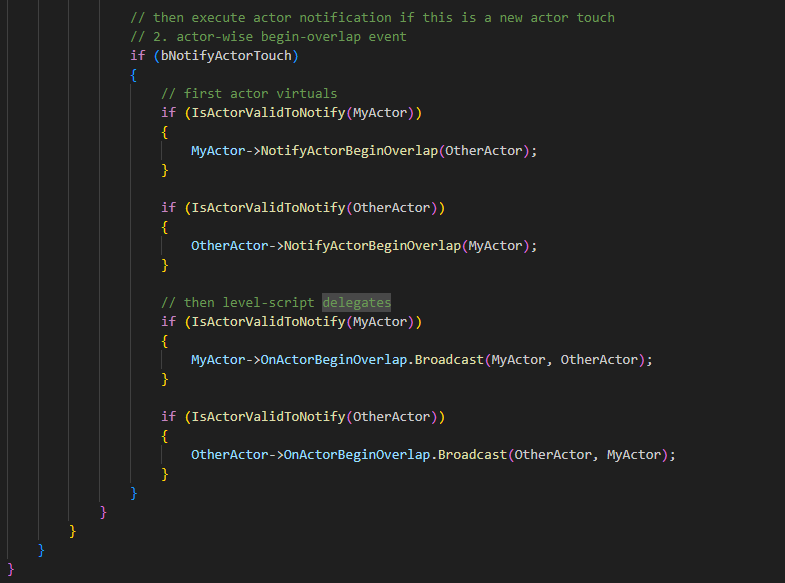 // then execute actor notification if this is a new actor touch
// 2. actor-wise begin-overlap event
if (bNotifyActorTouch)
{
// first actor virtuals
if (IsActorValidToNotify(MyActor))
{
MyActor->NotifyActorBeginOverlap(OtherActor);
}
if (IsActorValidToNotify(OtherActor))
{
OtherActor->NotifyActorBeginOverlap(MyActor);
}
// then level-script delegates
if (IsActorValidToNotify(MyActor))
{
MyActor->OnActorBeginOverlap.Broadcast(MyActor, OtherActor);
}
if (IsActorValidToNotify(OtherActor))
{
OtherActor->OnActorBeginOverlap.Broadcast(OtherActor, MyActor);
}
}
}
}
}
}